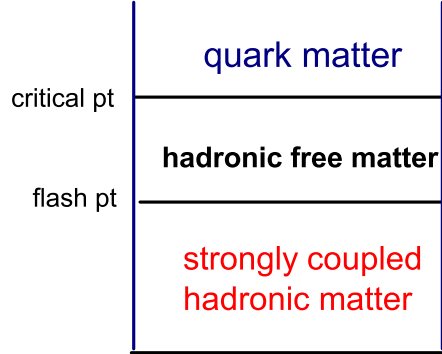 quark matter
critical pt
hadronic free matter
flash pt
strongly coupled
hadronic matter